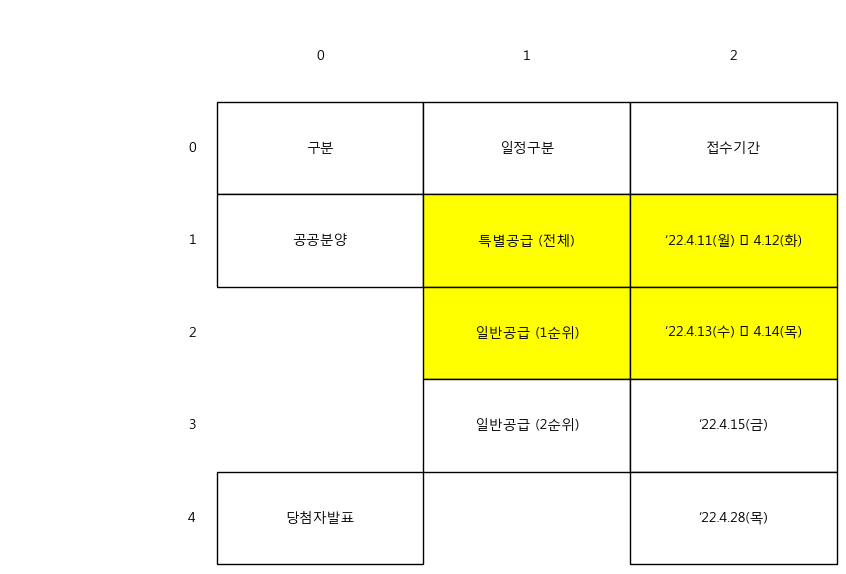 0 1 2
0 구분 일정구분 접수기간
1 공공분양 특별공급 (전체) ‘22.4.11(월) ▯ 4.12(화)
2 일반공급 (1순위) ‘22.4.13(수) ▯ 4.14(목)
3 일반공급 (2순위) ‘22.4.15(금)
4 당첨자발표 ‘22.4.28(목)